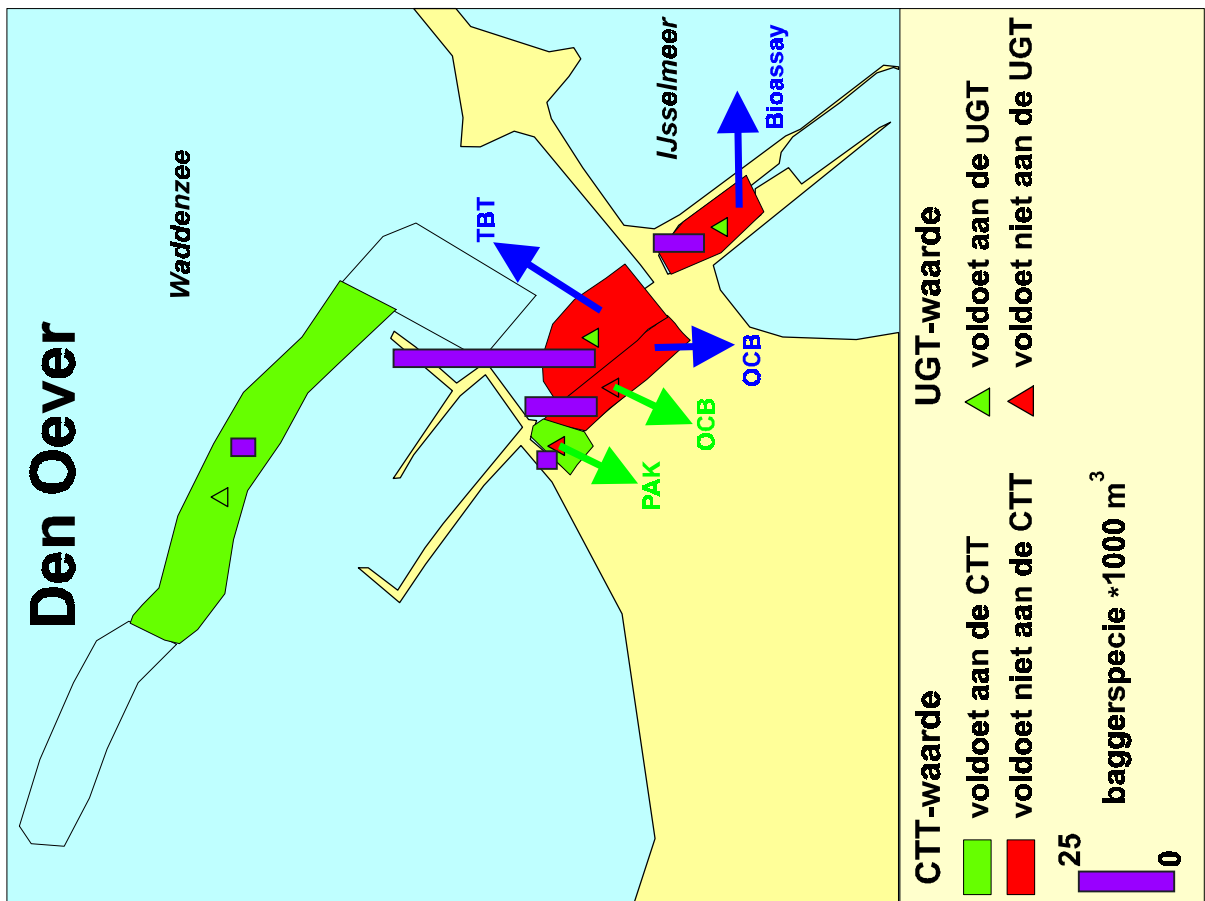 Den Oever
Waddenzee
IJsselmeer
TBT
Bioassay
OCB
OCB
PAK
CTT-waarde
voldoet aan de CTT
voldoet niet aan de CTT
UGT-waarde
voldoet aan de UGT
voldoet niet aan de UGT
25
0
baggerspecie *1000 m³